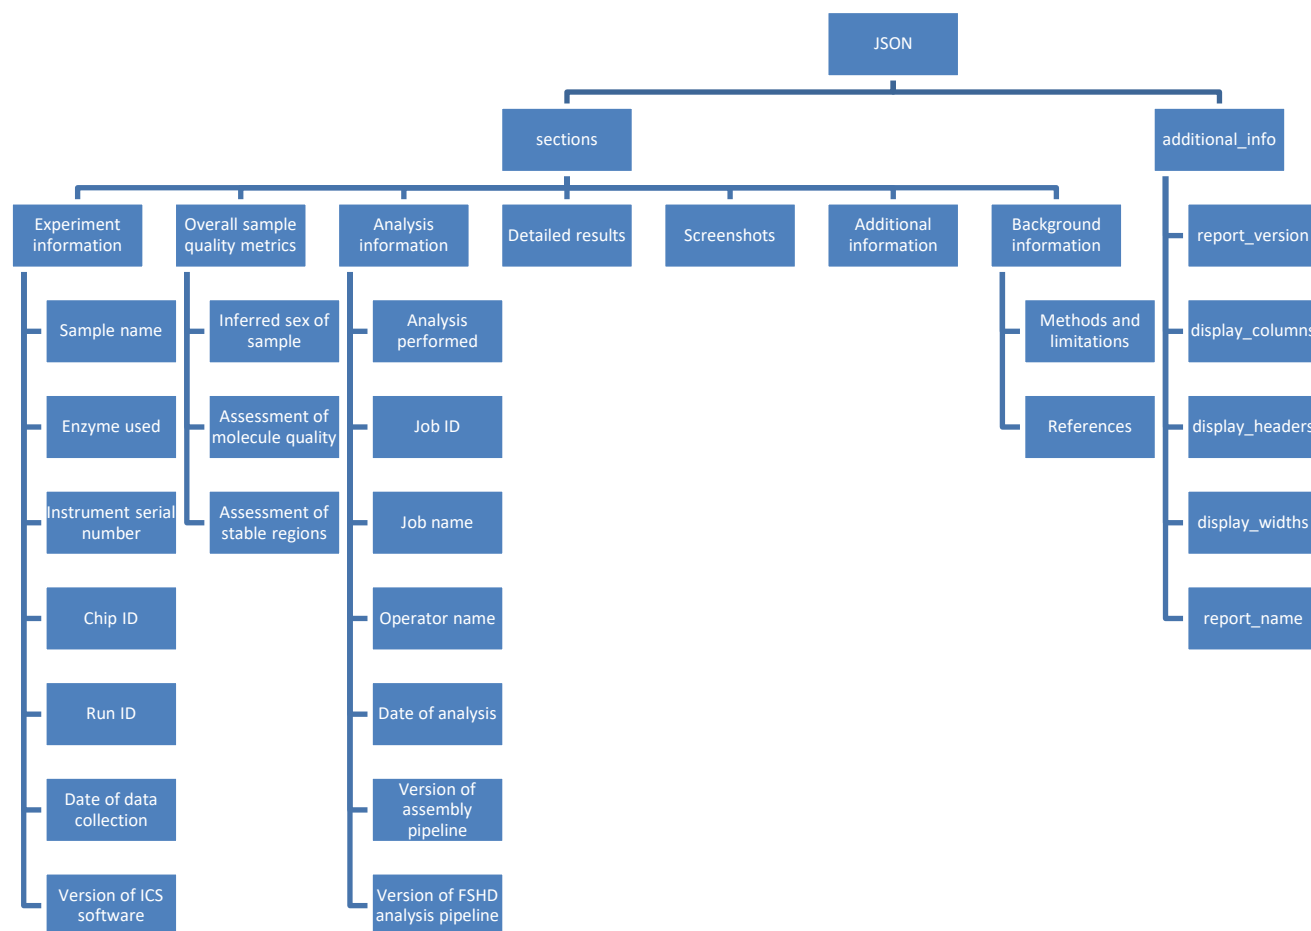 JSON
sections
additional_info
Experiment
information
Overall sample
quality metrics
Analysis
information
Detailed results
Screenshots
Additional
information
Background
information
report_version
Sample name
Inferred sex of
sample
Analysis
performed
Methods and
limitations
display_columns
Enzyme used
Assessment of
molecule quality
Job ID
References
display_headers
Instrument serial
number
Assessment of
stable regions
Job name
display_widths
Chip ID
Operator name
report_name
Run ID
Date of analysis
Date of data
collection
Version of
assembly
pipeline
Version of ICS
software
Version of FSHD
analysis pipeline